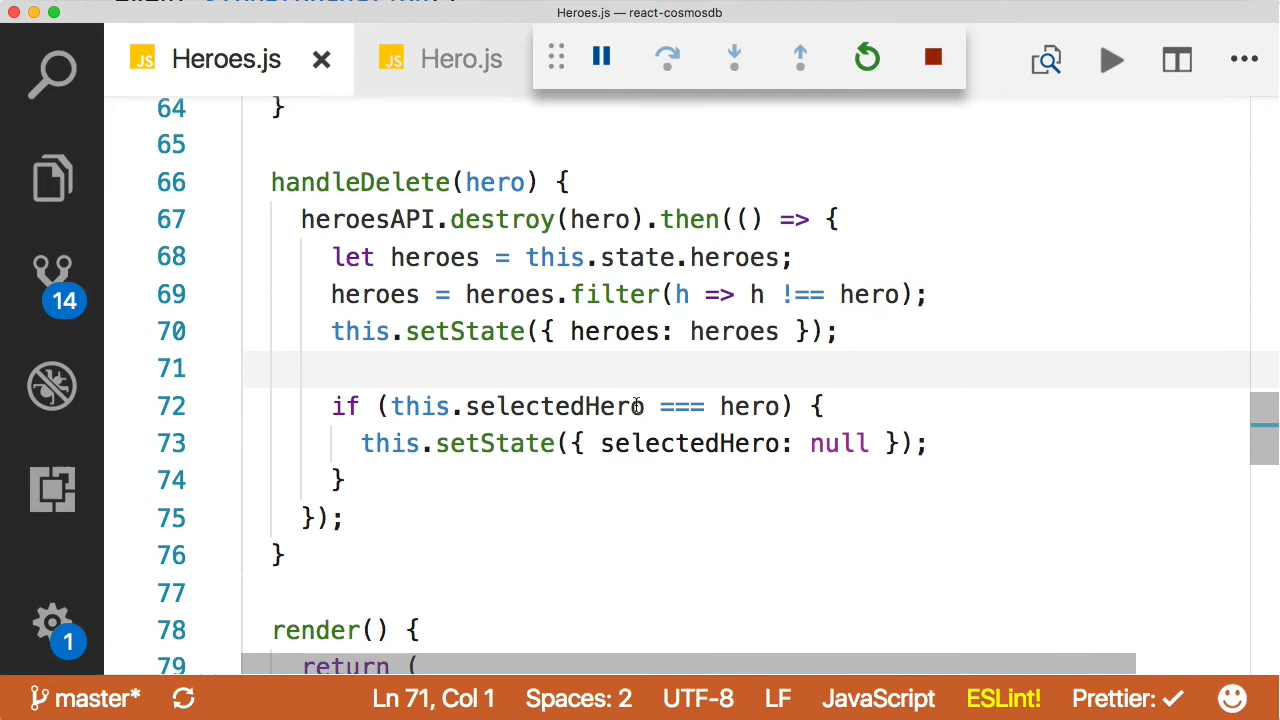 Heroes.js — react-cosmosdb
JS Heroes.js
JS Hero.js
64 }
65
66 handleDelete(hero) {
67 heroesAPI.destroy(hero).then(() => {
68 let heroes = this.state.heroes;
69 heroes = heroes.filter(h => h !== hero);
70 this.setState({ heroes: heroes });
71
72 if (this.selectedHero === hero) {
73 this.setState({ selectedHero: null });
74 }
75 });
76 }
77
78 render() {
79 return (
14
1
master* Ln 71, Col 1 Spaces: 2 UTF-8 LF JavaScript ESLint! Prettier: ✓